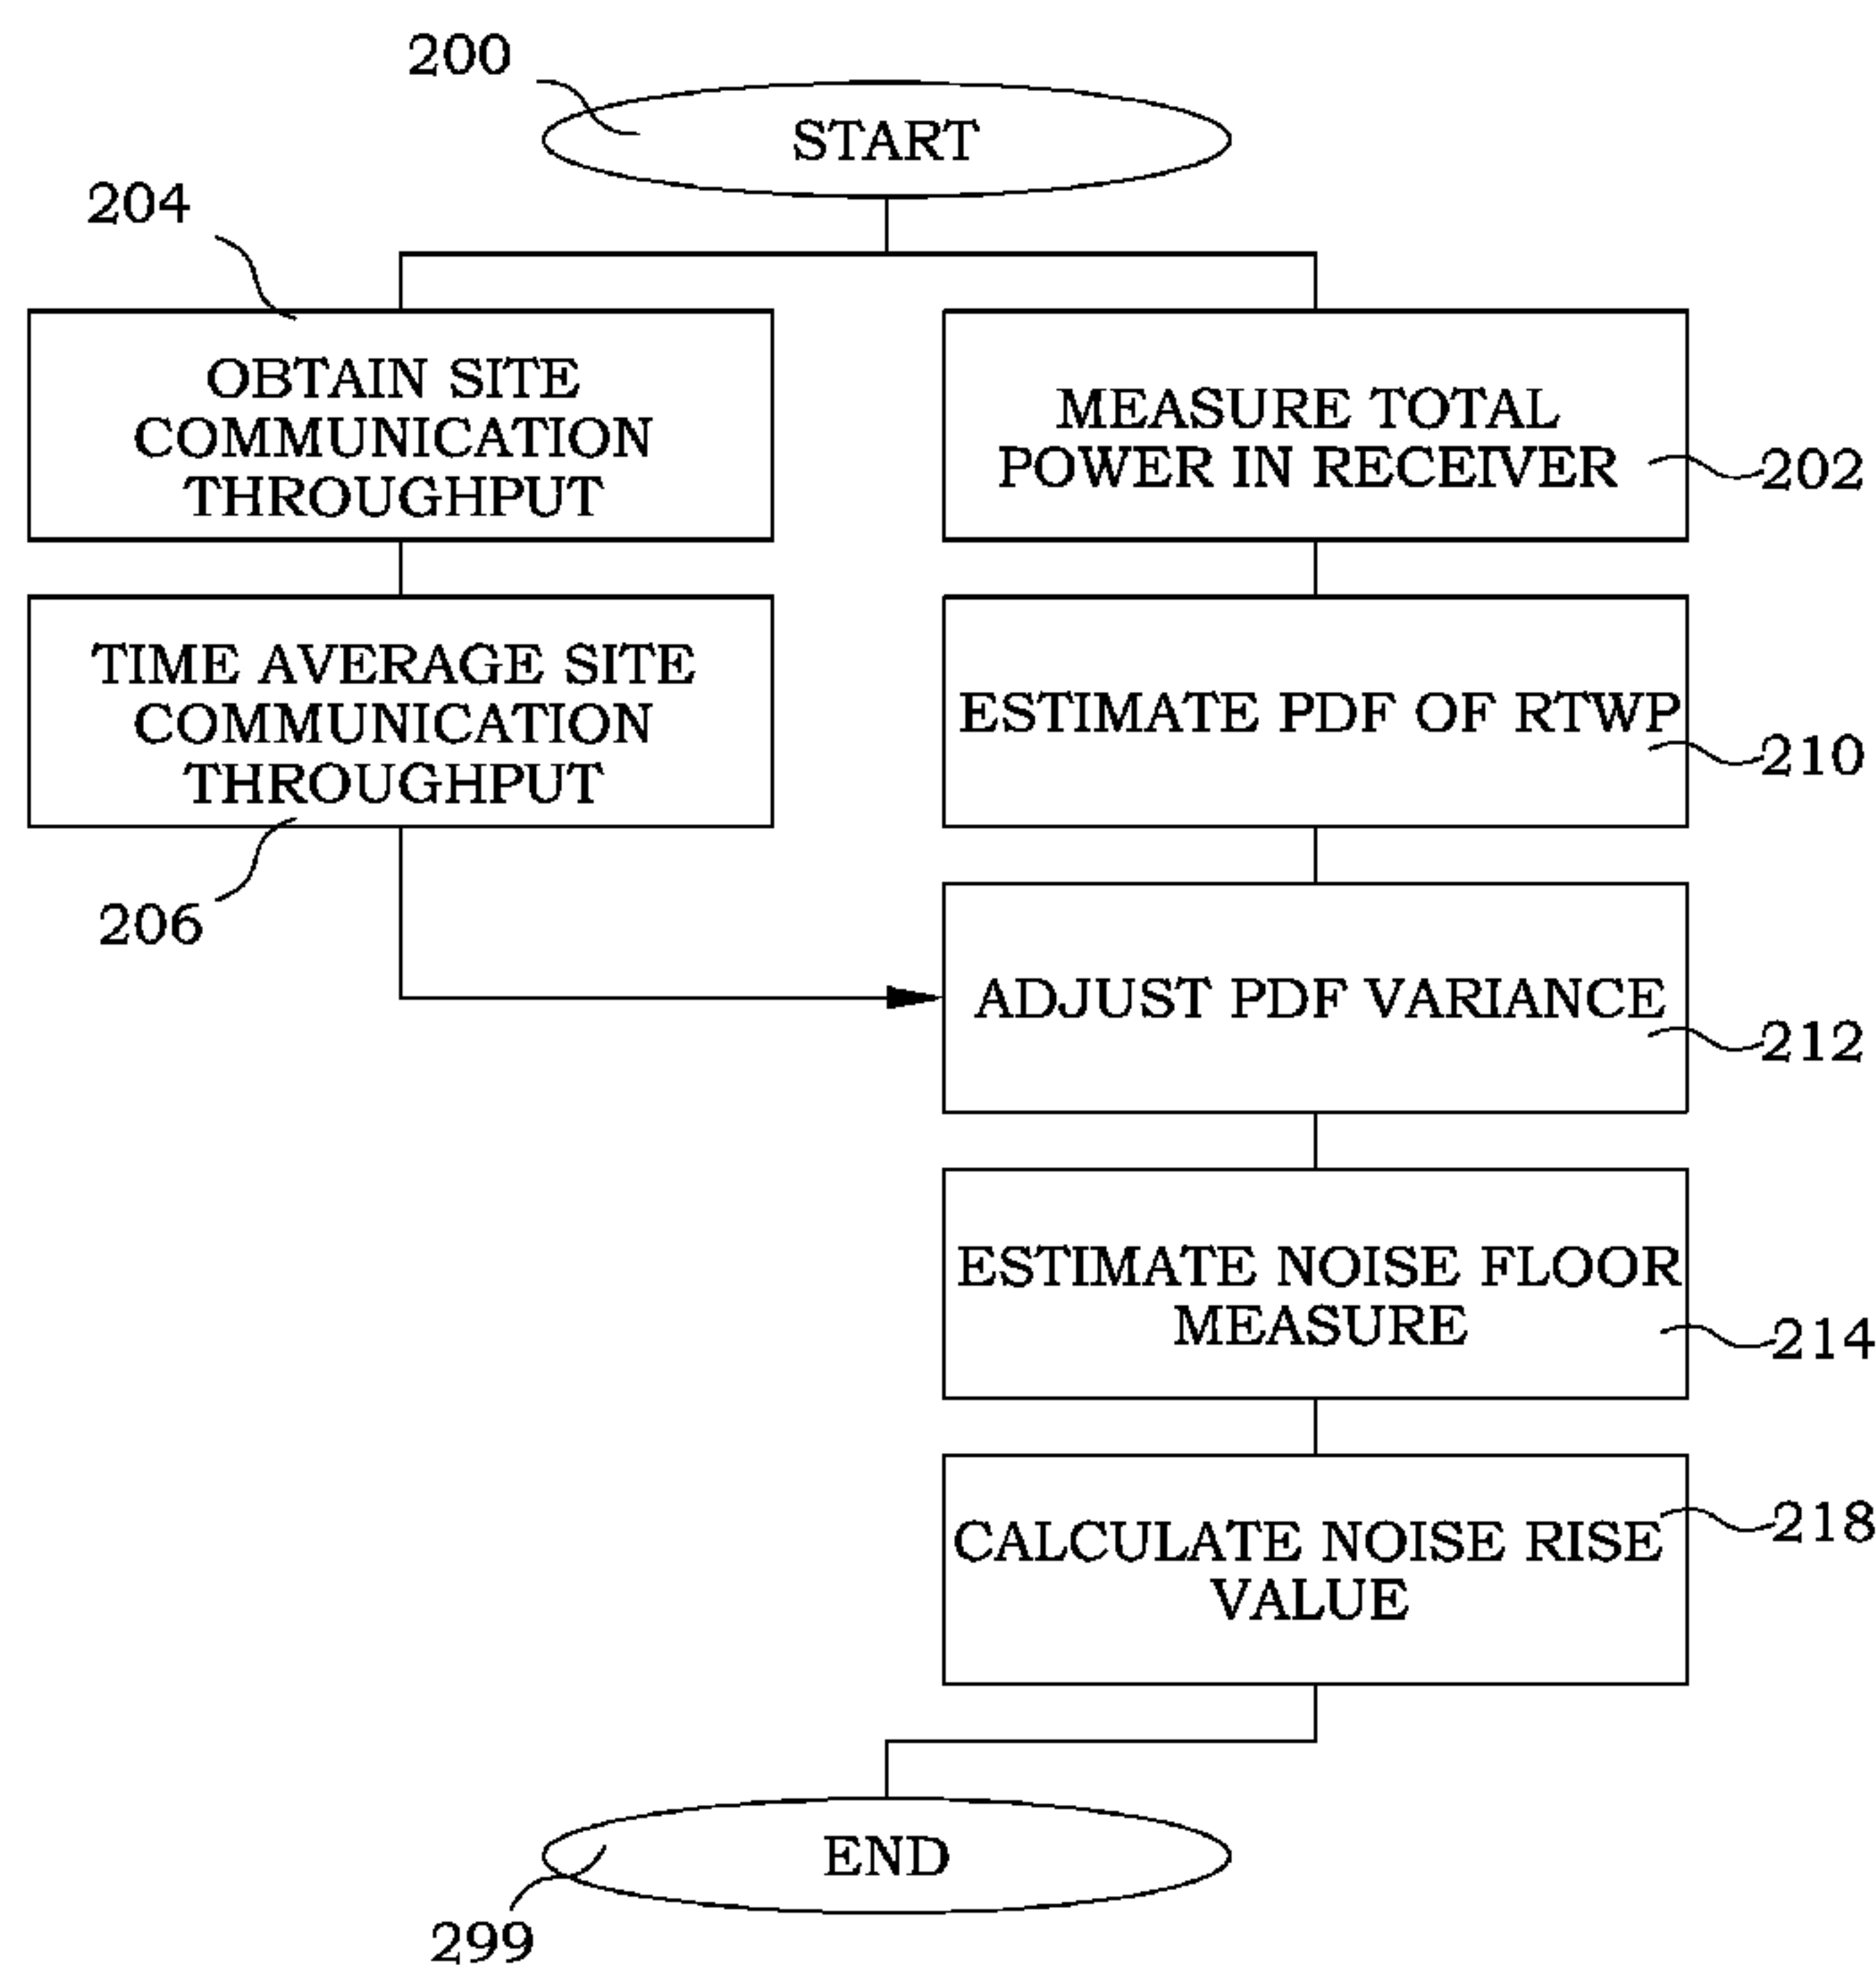 200
START
204
OBTAIN SITE
COMMUNICATION
THROUGHPUT
MEASURE TOTAL
POWER IN RECEIVER
202
TIME AVERAGE SITE
COMMUNICATION
THROUGHPUT
206
ESTIMATE PDF OF RTWP
210
ADJUST PDF VARIANCE
212
ESTIMATE NOISE FLOOR
MEASURE
214
CALCULATE NOISE RISE
VALUE
218
END
299